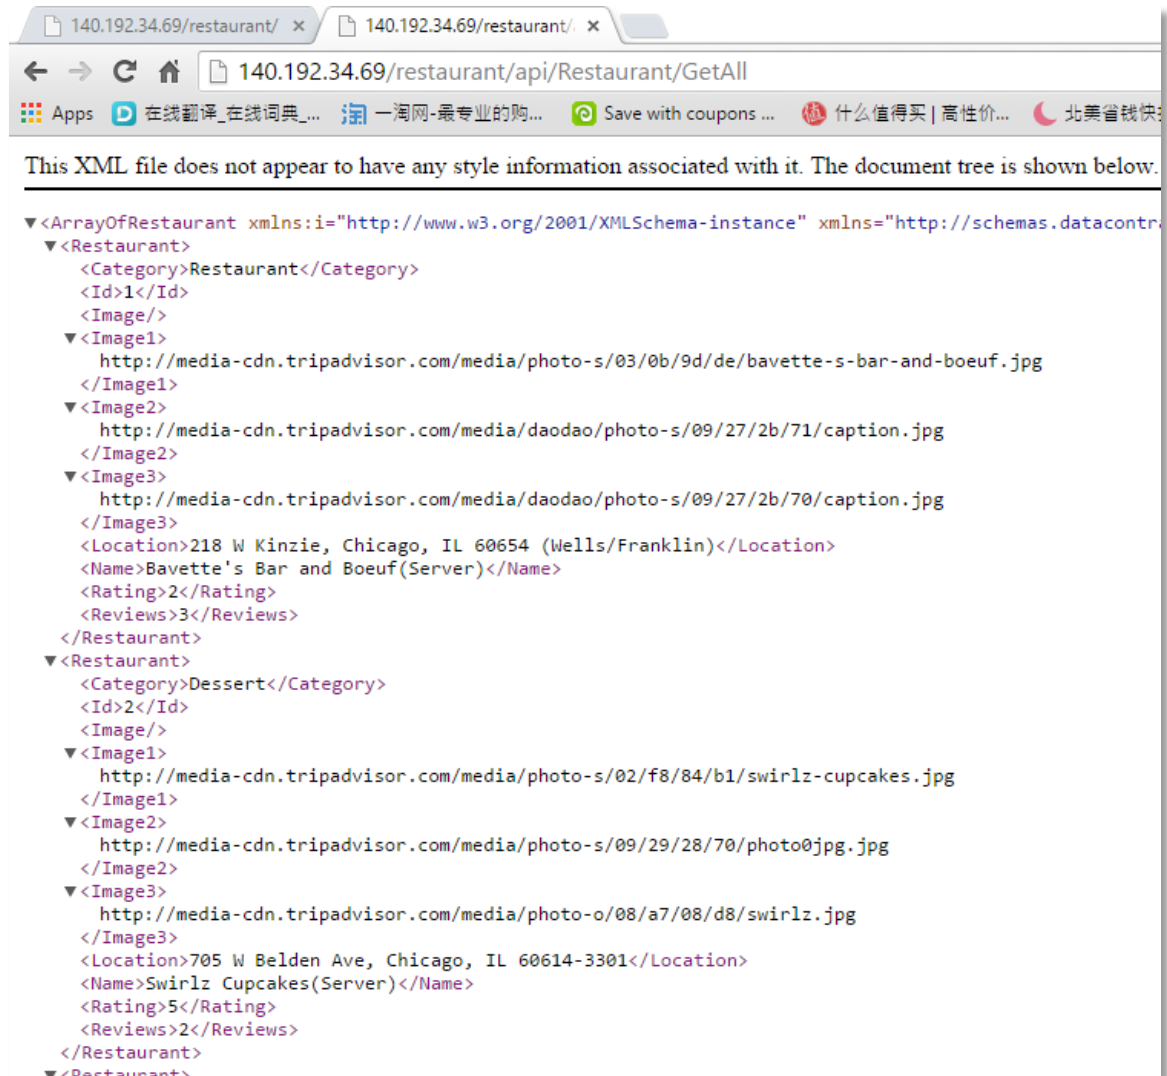 140.192.34.69/restaurant/ × 140.192.34.69/restaurant/ ×
140.192.34.69/restaurant/api/Restaurant/GetAll
Apps 在线翻译_在线词典_... 一淘网-最专业的购... Save with coupons ... 什么值得买 | 高性价... 北美省钱快
This XML file does not appear to have any style information associated with it. The document tree is shown below.
▼<ArrayOfRestaurant xmlns:i="http://www.w3.org/2001/XMLSchema-instance" xmlns="http://schemas.datacontr
▼<Restaurant>
<Category>Restaurant</Category>
<Id>1</Id>
<Image/>
▼<Image1>
http://media-cdn.tripadvisor.com/media/photo-s/03/0b/9d/de/bavette-s-bar-and-boeuf.jpg
</Image1>
▼<Image2>
http://media-cdn.tripadvisor.com/media/daodao/photo-s/09/27/2b/71/caption.jpg
</Image2>
▼<Image3>
http://media-cdn.tripadvisor.com/media/daodao/photo-s/09/27/2b/70/caption.jpg
</Image3>
<Location>218 W Kinzie, Chicago, IL 60654 (Wells/Franklin)</Location>
<Name>Bavette's Bar and Boeuf(Server)</Name>
<Rating>2</Rating>
<Reviews>3</Reviews>
</Restaurant>
▼<Restaurant>
<Category>Dessert</Category>
<Id>2</Id>
<Image/>
▼<Image1>
http://media-cdn.tripadvisor.com/media/photo-s/02/f8/84/b1/swirlz-cupcakes.jpg
</Image1>
▼<Image2>
http://media-cdn.tripadvisor.com/media/photo-s/09/29/28/70/photo0jpg.jpg
</Image2>
▼<Image3>
http://media-cdn.tripadvisor.com/media/photo-o/08/a7/08/d8/swirlz.jpg
</Image3>
<Location>705 W Belden Ave, Chicago, IL 60614-3301</Location>
<Name>Swirlz Cupcakes(Server)</Name>
<Rating>5</Rating>
<Reviews>2</Reviews>
</Restaurant>
▼<Restaurant>